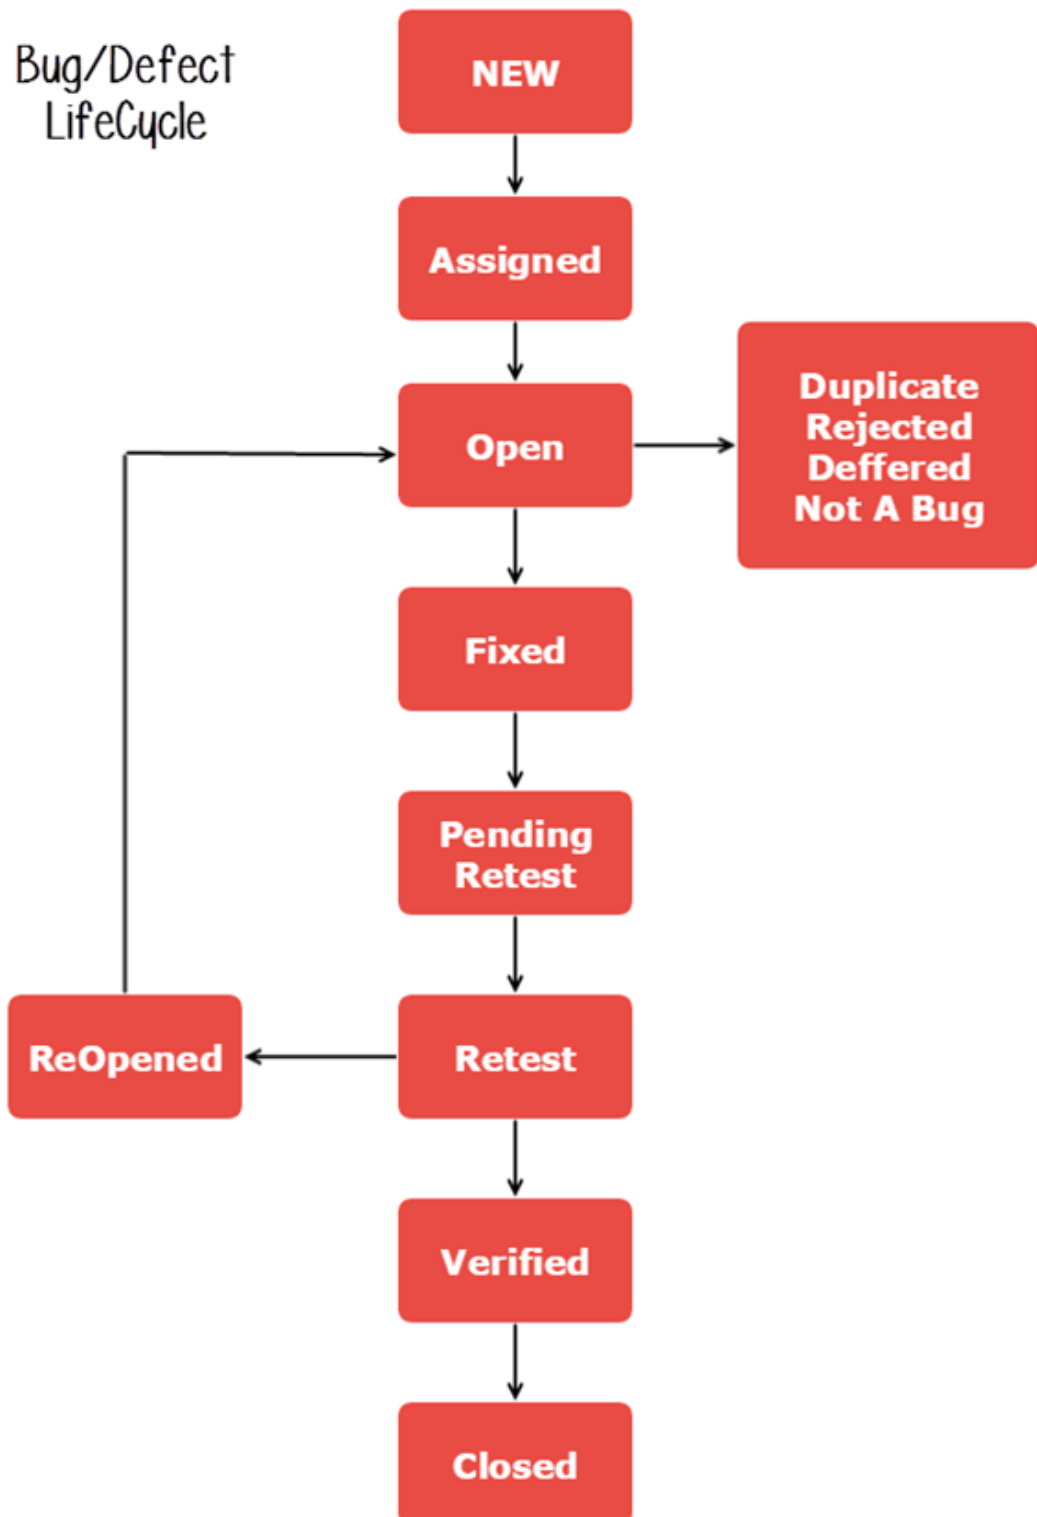 Bug/Defect
LifeCycle
NEW
Assigned
Open
Duplicate
Rejected
Deffered
Not A Bug
Fixed
Pending
Retest
ReOpened
Retest
Verified
Closed